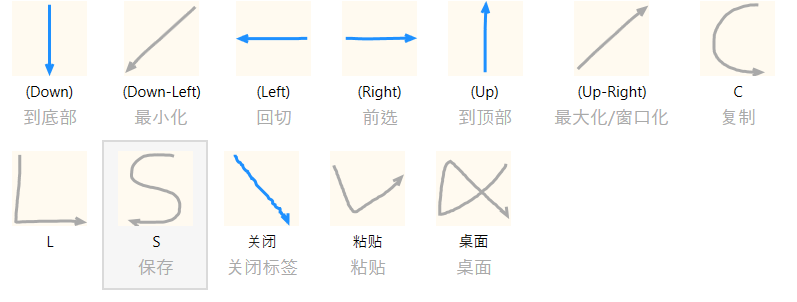 (Down) (Down-Left) (Left) (Right) (Up) (Up-Right) C
到底部 最小化 回切 前选 到顶部 最大化/窗口化 复制
L S 关闭 粘贴 桌面
保存 关闭标签 粘贴 桌面